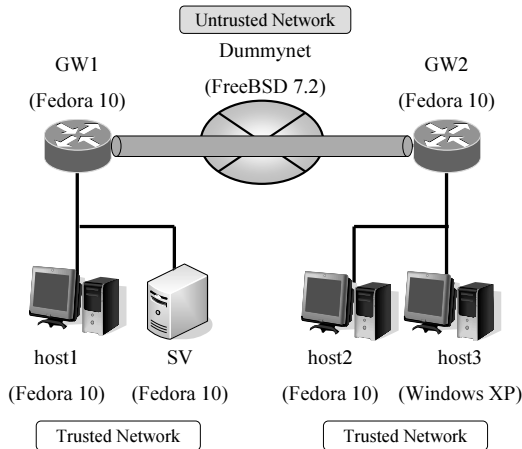 Untrusted Network
Dummynet
(FreeBSD 7.2)
GW1
(Fedora 10)
GW2
(Fedora 10)
host1
(Fedora 10)
SV
(Fedora 10)
host2
(Fedora 10)
host3
(Windows XP)
Trusted Network
Trusted Network